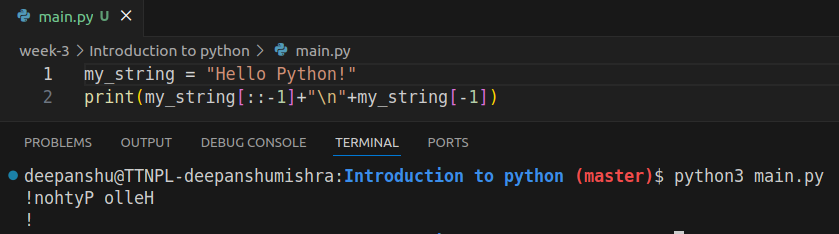 main.py U ×
week-3 > Introduction to python > main.py
1 my_string = "Hello Python!"
2 print(my_string[::-1]+"\n"+my_string[-1])
PROBLEMS OUTPUT DEBUG CONSOLE TERMINAL PORTS
deepanshu@TTNPL-deepanshumishra:Introduction to python (master)$ python3 main.py
!nohtyP olleH
!